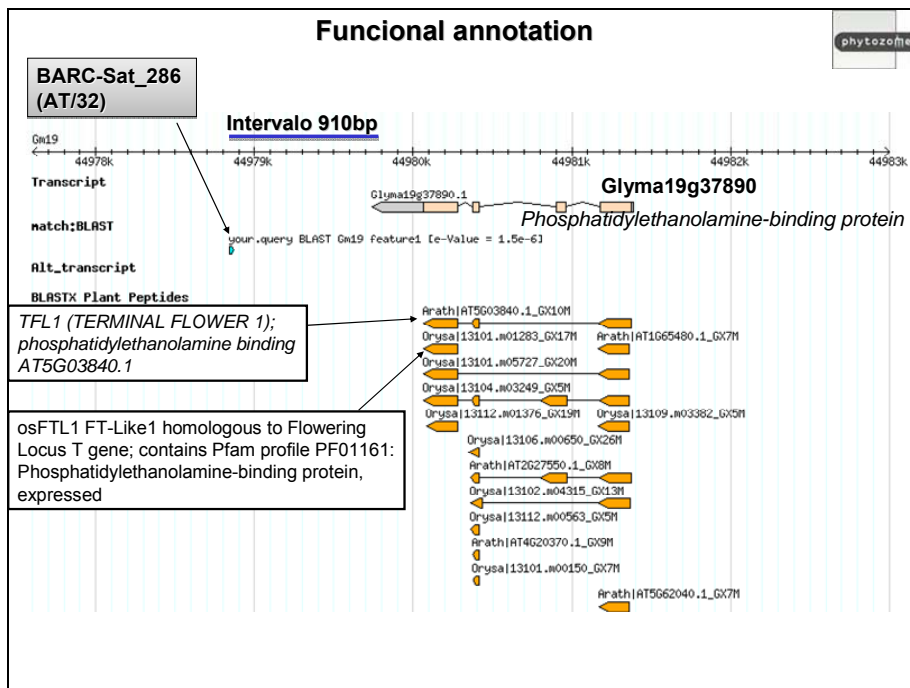 Funcional annotation
phytozome
BARC-Sat_286
(AT/32)
Intervalo 910bp
Gm19
44978k 44979k 44980k 44981k 44982k 44983k
Transcript
Glyma19g37890.1
Glyma19g37890
Phosphatidylethanolamine-binding protein
match:BLAST
your.query BLAST Gm19 feature1 [e-Value = 1.5e-6]
Alt_transcript
BLASTX Plant Peptides
TFL1 (TERMINAL FLOWER 1);
phosphatidylethanolamine binding
AT5G03840.1
Arath|AT5G03840.1_GX10M
Orysa|13101.m01283_GX17M Arath|AT1G65480.1_GX7M
Orysa|13101.m05727_GX20M
Orysa|13104.m03249_GX5M
Orysa|13112.m01376_GX19M Orysa|13109.m03382_GX5M
osFTL1 FT-Like1 homologous to Flowering
Locus T gene; contains Pfam profile PF01161:
Phosphatidylethanolamine-binding protein,
expressed
Orysa|13106.m00650_GX26M
Arath|AT2G27550.1_GX8M
Orysa|13102.m04315_GX13M
Orysa|13112.m00563_GX5M
Arath|AT4G20370.1_GX9M
Orysa|13101.m00150_GX7M
Arath|AT5G62040.1_GX7M